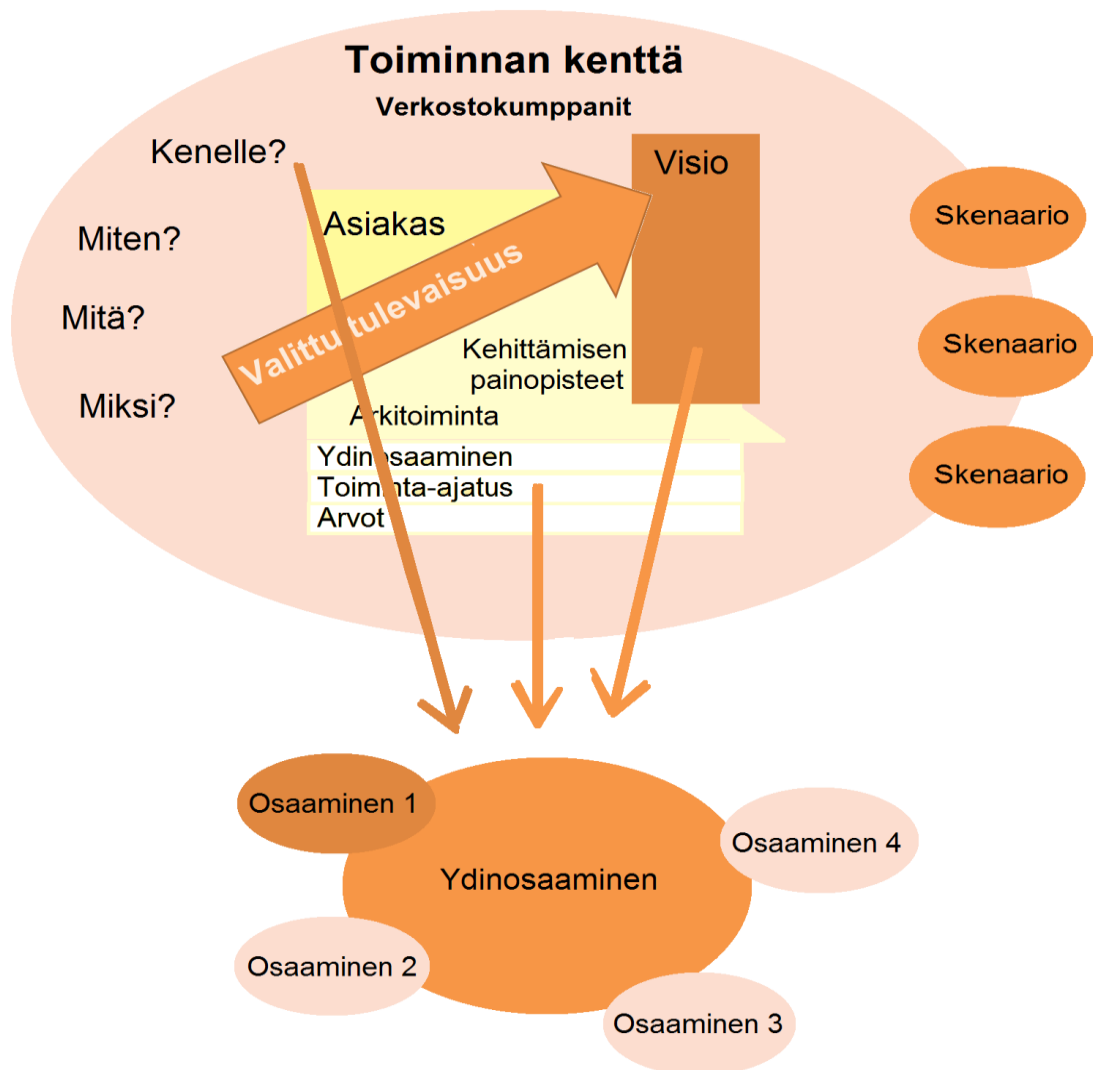 Toiminnan kenttä
Verkostokumppanit
Kenelle?
Miten?
Mitä?
Miksi?
Asiakas
Valittu tulevaisuus
Visio
Kehittämisen
painopisteet
Arkitoiminta
Ydinosaaminen
Toiminta-ajatus
Arvot
Skenaario
Skenaario
Skenaario
Osaaminen 1
Ydinosaaminen
Osaaminen 4
Osaaminen 2
Osaaminen 3